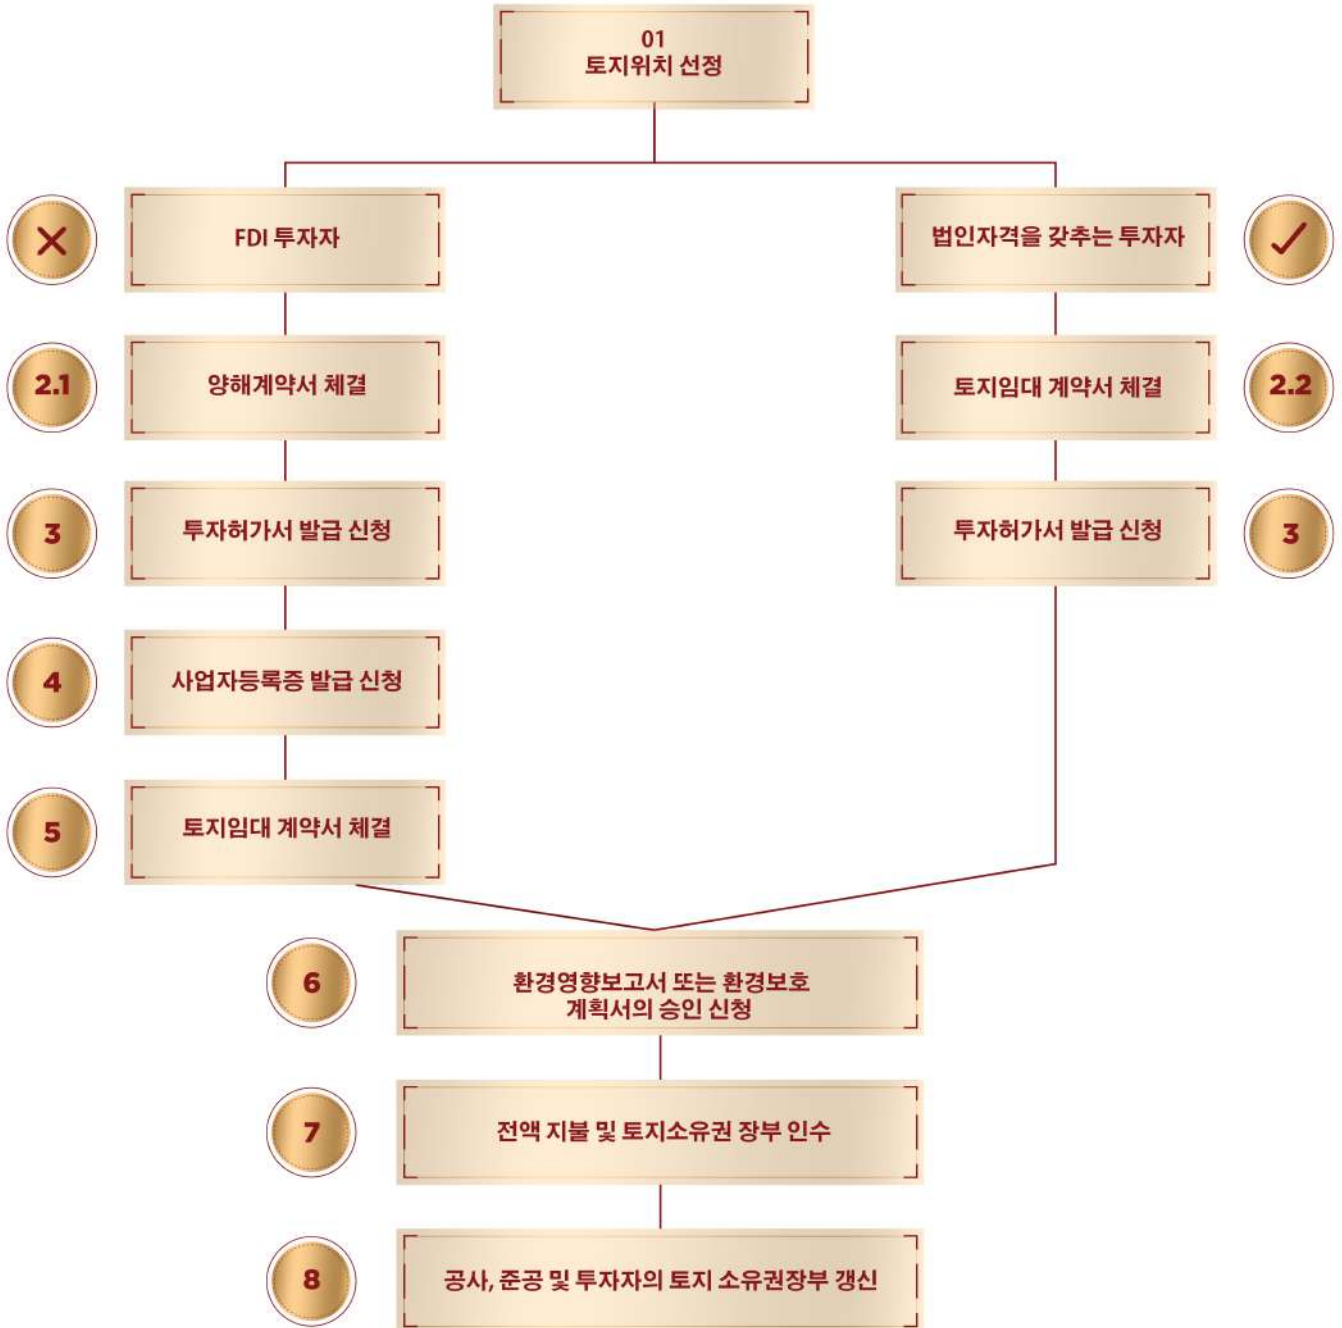 01
토지위치 선정
FDI 투자자
법인자격을 갖추는 투자자
2.1
양해계약서 체결
토지임대 계약서 체결
2.2
3
투자허가서 발급 신청
투자허가서 발급 신청
3
4
사업자등록증 발급 신청
5
토지임대 계약서 체결
6
환경영향보고서 또는 환경보호
계획서의 승인 신청
7
전액 지불 및 토지소유권 장부 인수
8
공사, 준공 및 투자자의 토지 소유권장부 갱신